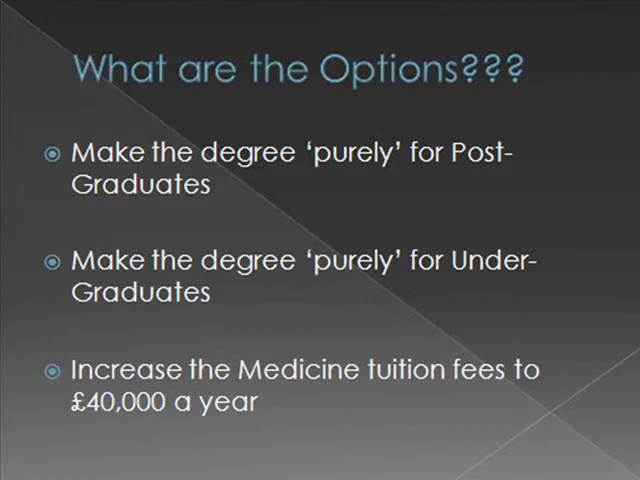 What are the Options???
Make the degree ‘purely’ for Post-
Graduates
Make the degree ‘purely’ for Under-
Graduates
Increase the Medicine tuition fees to
£40,000 a year